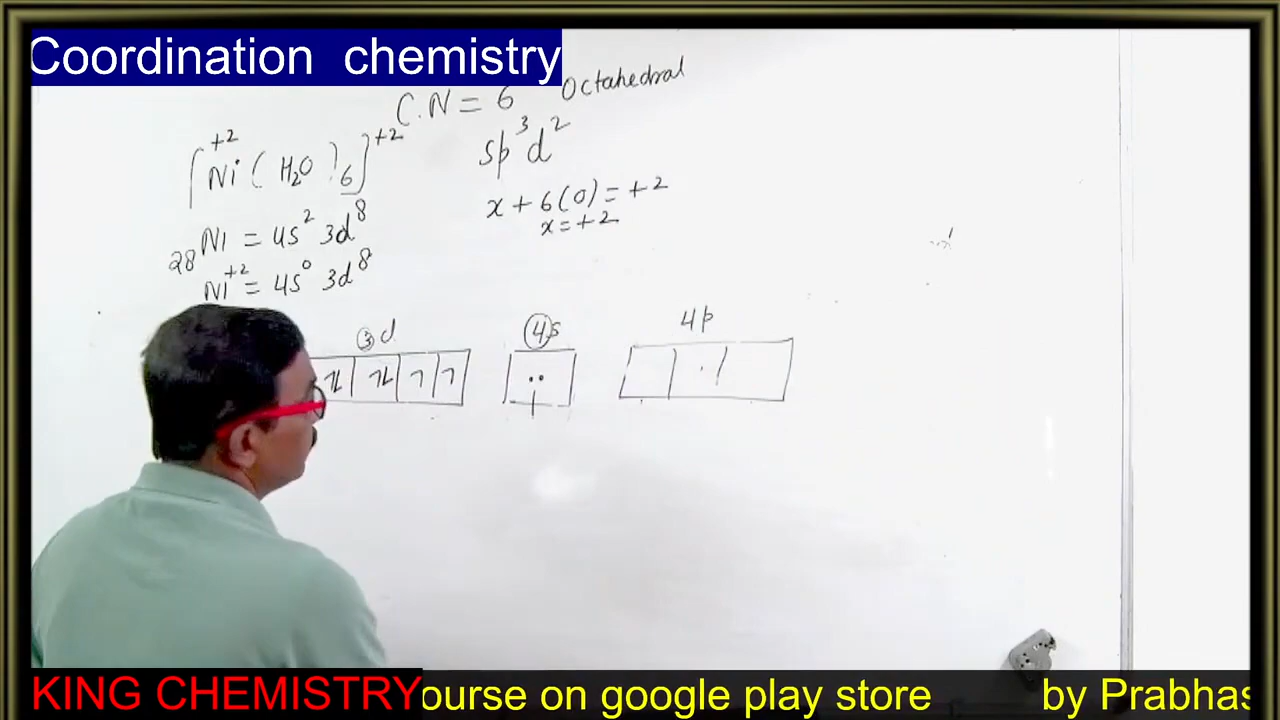 Coordination chemistry
C.N = 6 Octahedral
[Ni⁺²(H₂O)₆]⁺² sp³d²
x + 6(0) = +2
x = +2
₂₈Ni = 4s² 3d⁸
Ni⁺² = 4s⁰ 3d⁸
3d 4s 4p
KING CHEMISTRY
ourse on google play store by Prabhas